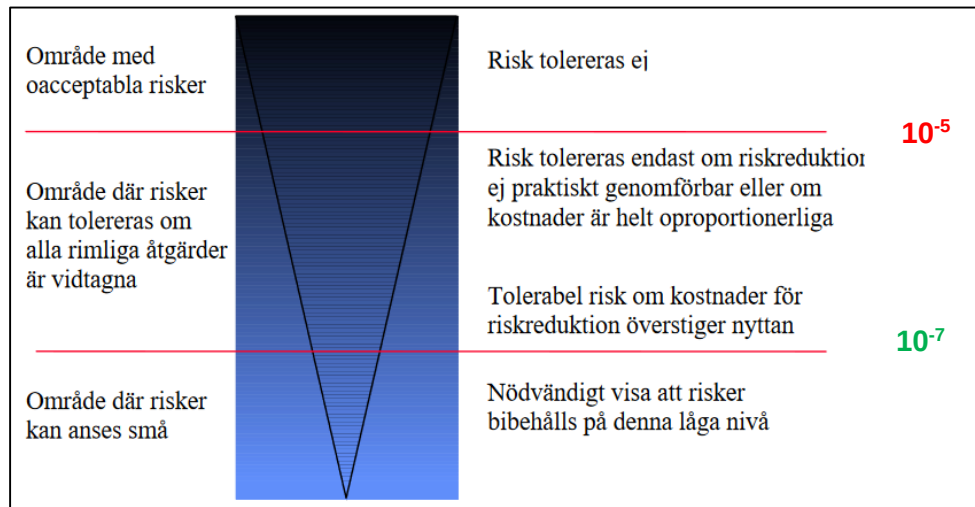 Område med
oacceptabla risker
Risk tolereras ej
10⁻⁵
Område där risker
kan tolereras om
alla rimliga åtgärder
är vidtagna
Risk tolereras endast om riskreduktion
ej praktiskt genomförbar eller om
kostnader är helt oproportionerliga
Tolerabel risk om kostnader för
riskreduktion överstiger nyttan
10⁻⁷
Område där risker
kan anses små
Nödvändigt visa att risker
bibehålls på denna låga nivå